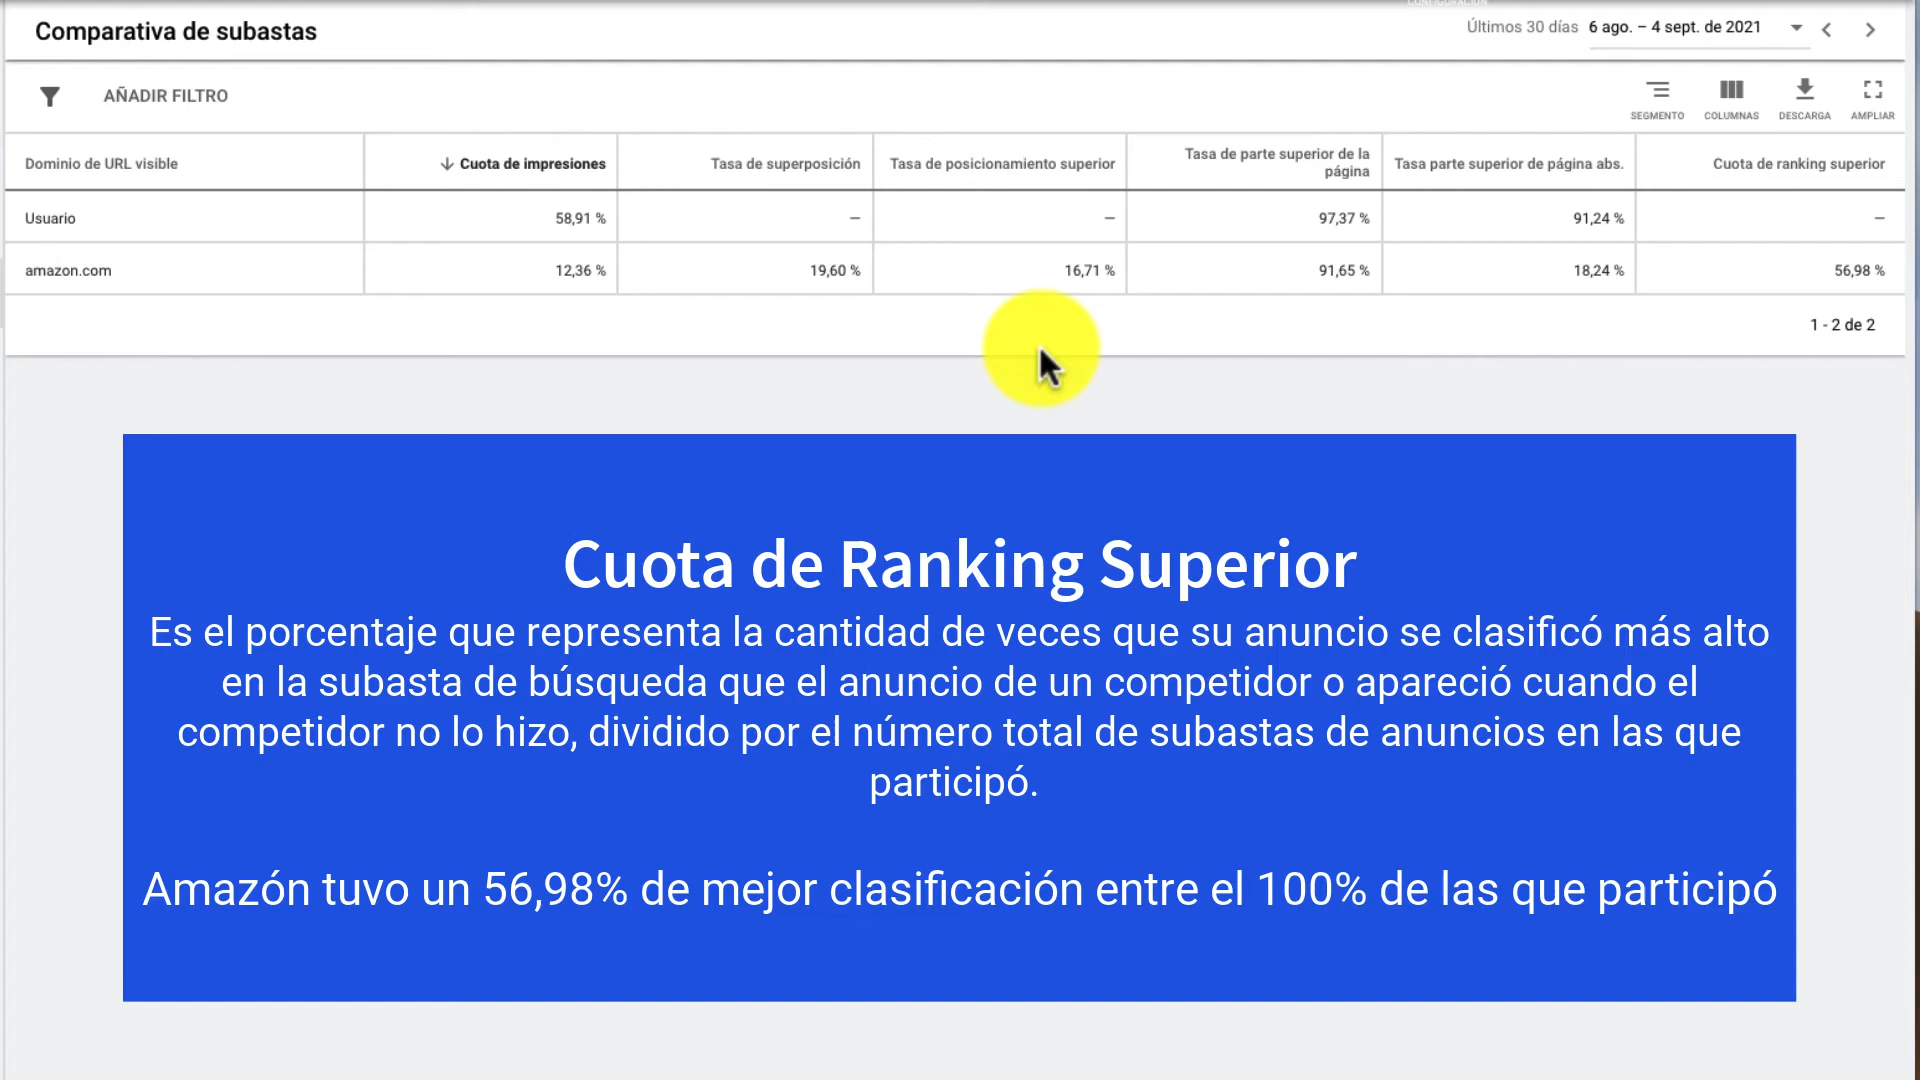 Comparativa de subastas
Últimos 30 días 6 ago. – 4 sept. de 2021
AÑADIR FILTRO
SEGMENTO COLUMNAS DESCARGA AMPLIAR
Dominio de URL visible Cuota de impresiones Tasa de superposición Tasa de posicionamiento superior Tasa de parte superior de la página Tasa parte superior de página abs. Cuota de ranking superior
Usuario 58,91 % — — 97,37 % 91,24 % —
amazon.com 12,36 % 19,60 % 16,71 % 91,65 % 18,24 % 56,98 %
1 - 2 de 2
Cuota de Ranking Superior
Es el porcentaje que representa la cantidad de veces que su anuncio se clasificó más alto
en la subasta de búsqueda que el anuncio de un competidor o apareció cuando el
competidor no lo hizo, dividido por el número total de subastas de anuncios en las que
participó.
Amazón tuvo un 56,98% de mejor clasificación entre el 100% de las que participó